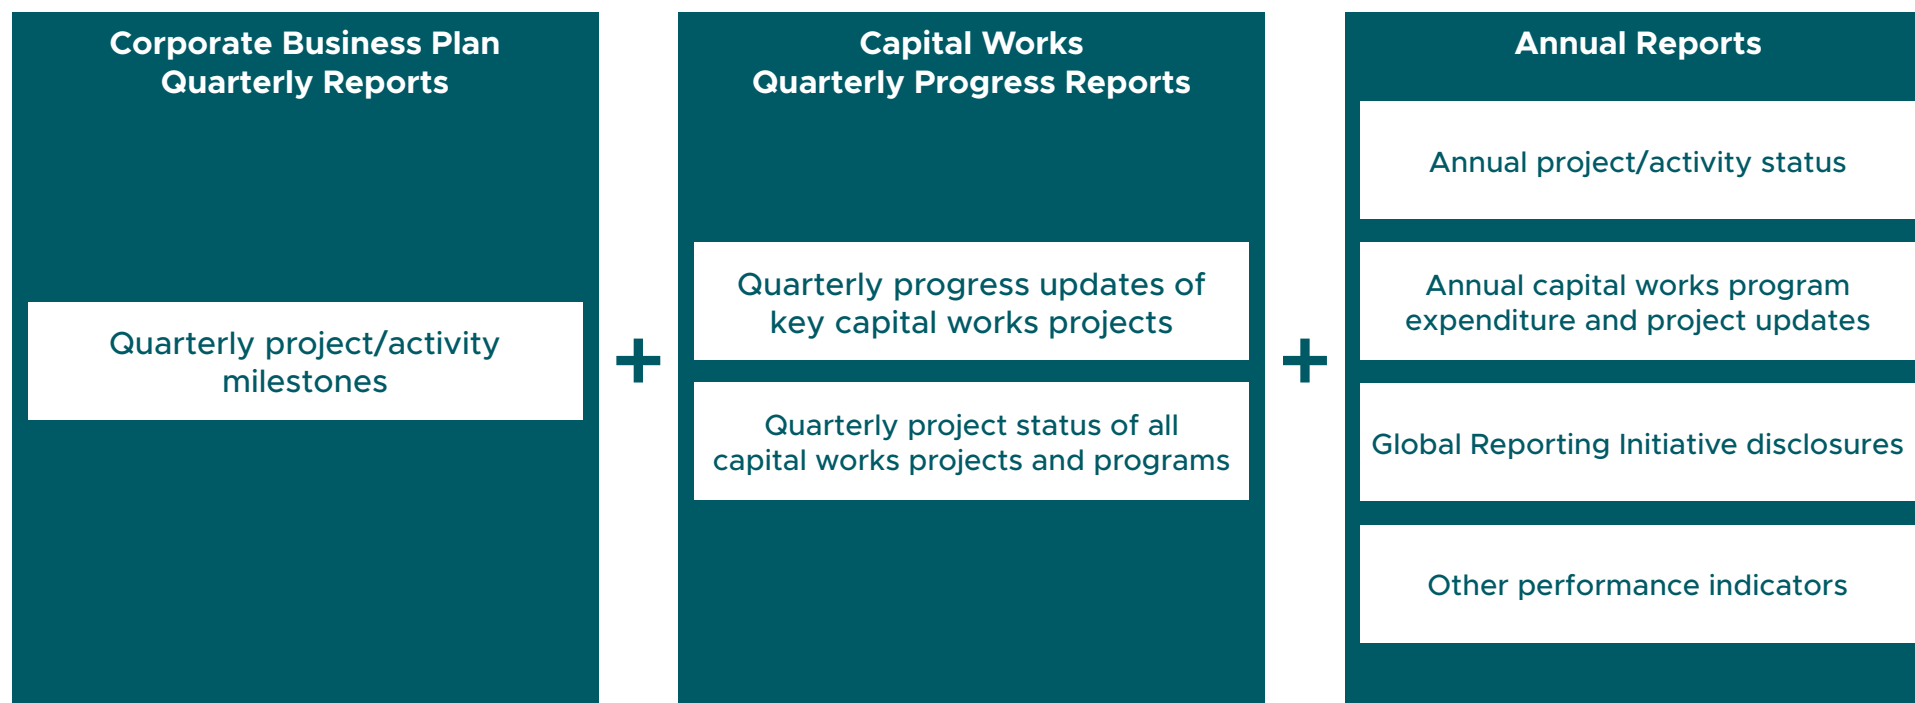 Corporate Business Plan
Quarterly Reports
Quarterly project/activity
milestones
+
Capital Works
Quarterly Progress Reports
Quarterly progress updates of
key capital works projects
Quarterly project status of all
capital works projects and programs
+
Annual Reports
Annual project/activity status
Annual capital works program
expenditure and project updates
Global Reporting Initiative disclosures
Other performance indicators